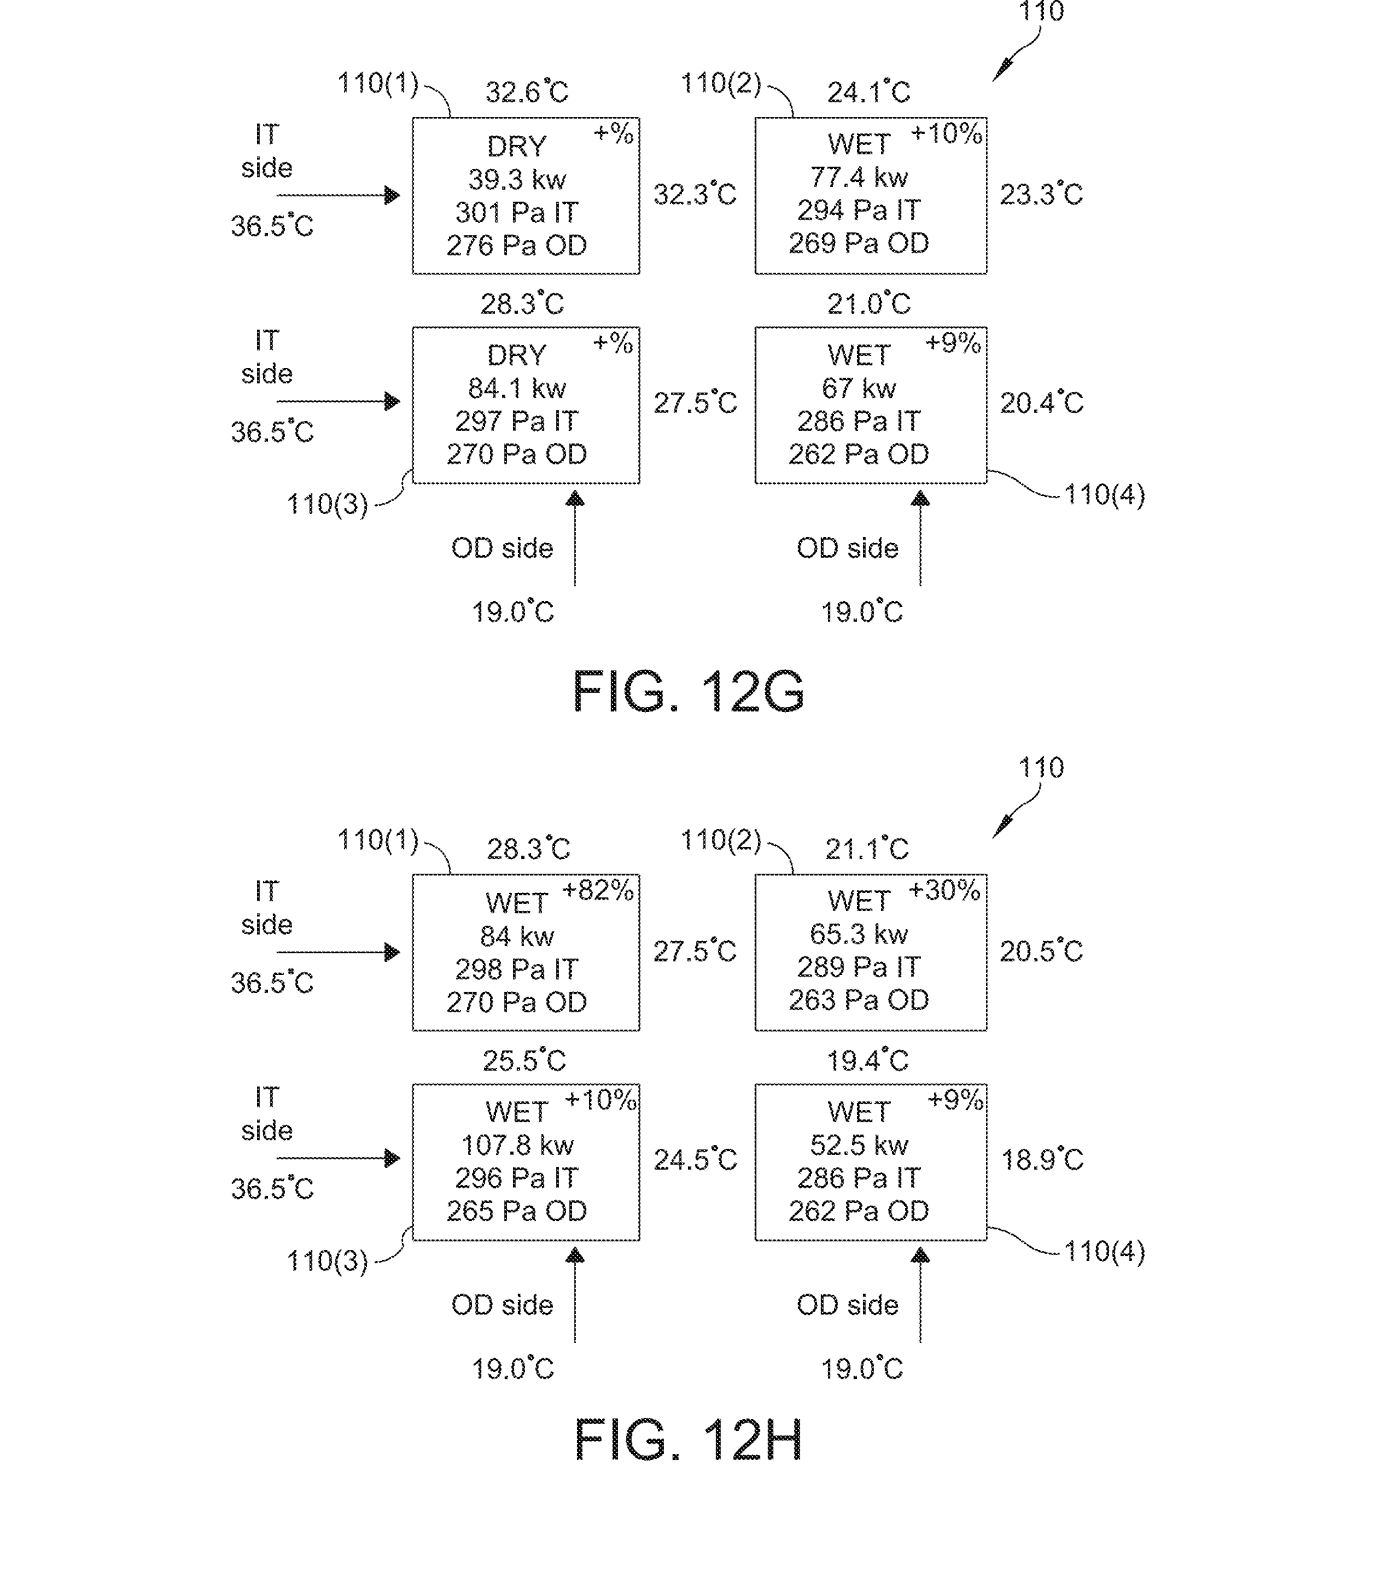 110
110(1)
32.6°C
110(2)
24.1°C
IT
side
36.5°C
+%
DRY
39.3 kw
301 Pa IT
276 Pa OD
32.3°C
+10%
WET
77.4 kw
294 Pa IT
269 Pa OD
23.3°C
28.3°C
21.0°C
IT
side
36.5°C
+%
DRY
84.1 kw
297 Pa IT
270 Pa OD
27.5°C
+9%
WET
67 kw
286 Pa IT
262 Pa OD
20.4°C
110(3)
110(4)
OD side
OD side
19.0°C
19.0°C
FIG. 12G
110
110(1)
28.3°C
110(2)
21.1°C
IT
side
36.5°C
+82%
WET
84 kw
298 Pa IT
270 Pa OD
27.5°C
+30%
WET
65.3 kw
289 Pa IT
263 Pa OD
20.5°C
25.5°C
19.4°C
IT
side
36.5°C
+10%
WET
107.8 kw
296 Pa IT
265 Pa OD
24.5°C
+9%
WET
52.5 kw
286 Pa IT
262 Pa OD
18.9°C
110(3)
110(4)
OD side
OD side
19.0°C
19.0°C
FIG. 12H